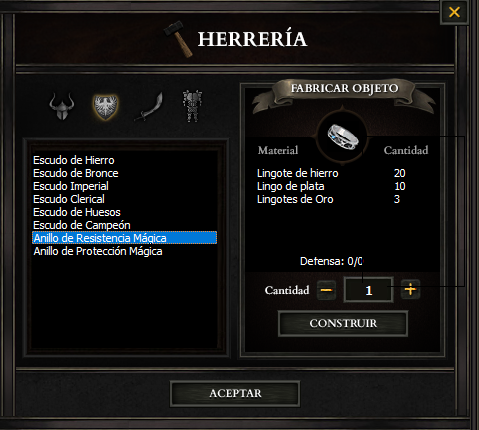 HERRERÍA
FABRICAR OBJETO
Material Cantidad
Escudo de Hierro
Escudo de Bronce
Escudo Imperial
Escudo Clerical
Escudo de Huesos
Escudo de Campeón
Anillo de Resistencia Mágica
Anillo de Protección Mágica
Lingote de hierro 20
Lingo de plata 10
Lingotes de Oro 3
Defensa: 0/0
Cantidad − 1 +
CONSTRUIR
ACEPTAR